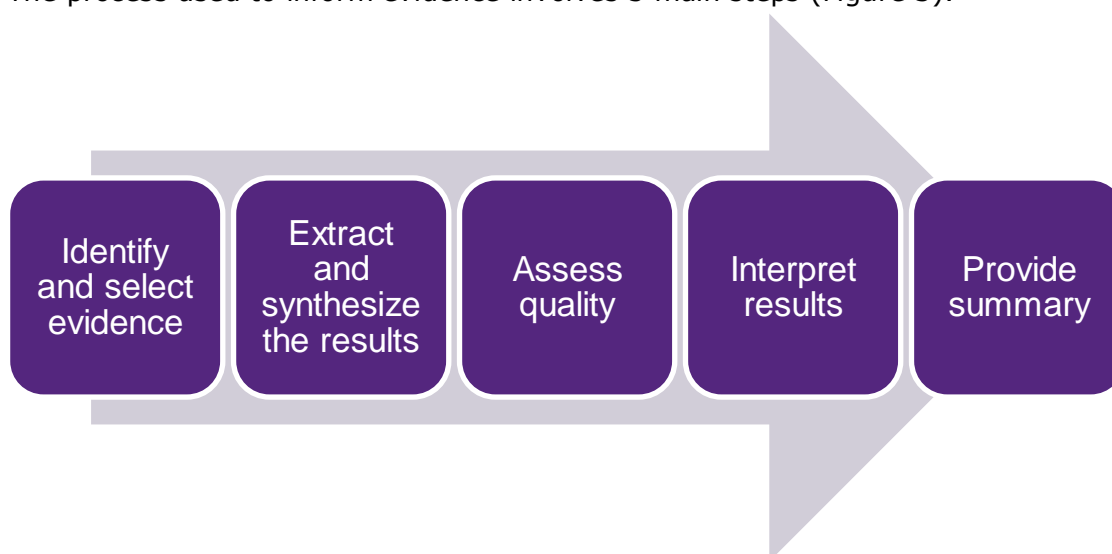 The process used to inform evidence involves main steps (Figure
Identify
and select
evidence
Extract
and
synthesize
the results
Assess
quality
Interpret
results
Provide
summary